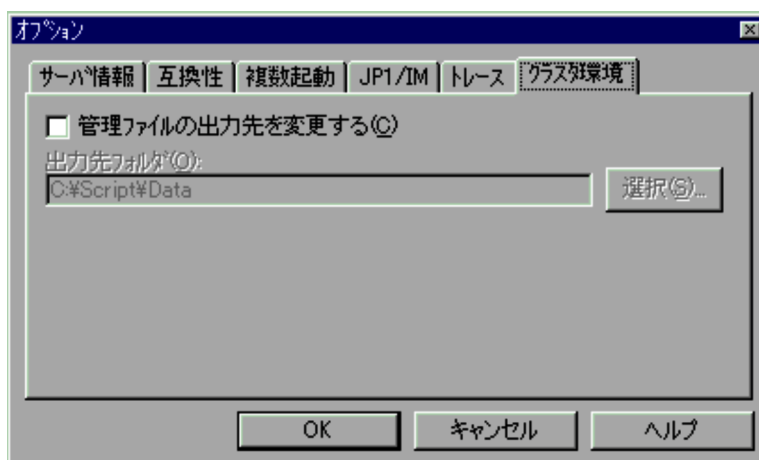 オプション
サーバ情報 互換性 複数起動 JP1/IM トレース クラスタ環境
管理ファイルの出力先を変更する(C)
出力先フォルダ(O):
C:¥Script¥Data 選択(S)...
OK キャンセル ヘルプ